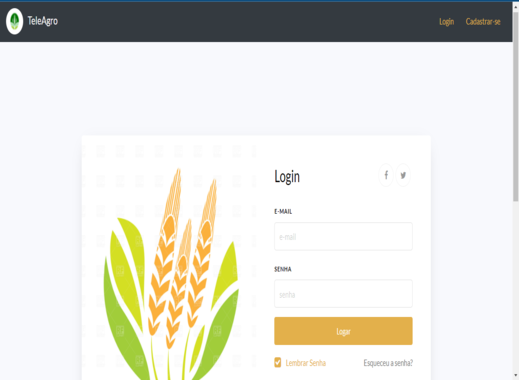 TeleAgro
Login
Cadastrar-se
Login
E-MAIL
e-mail
SENHA
senha
Logar
Lembrar Senha
Esqueceu a senha?